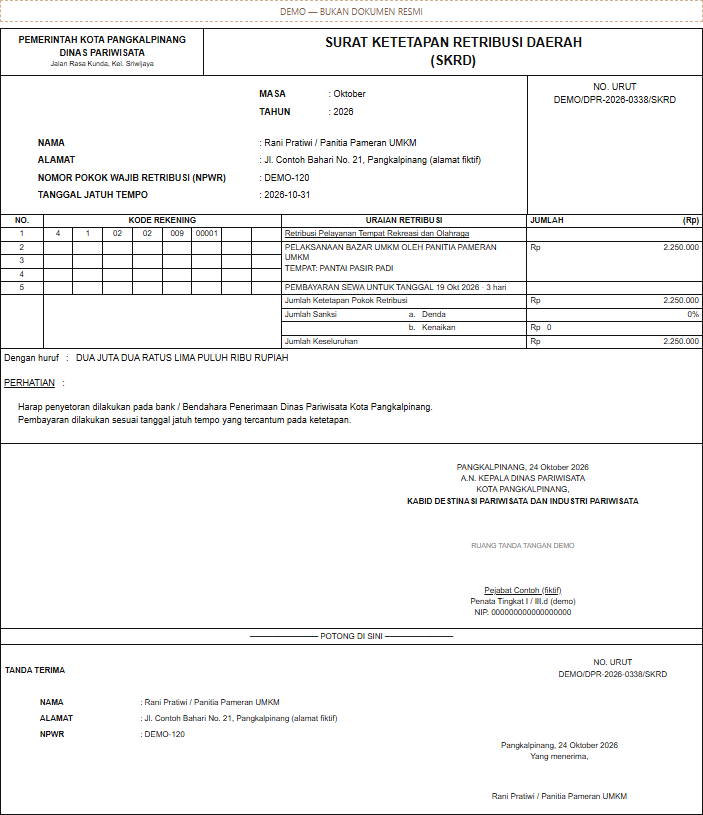 DEMO — BUKAN DOKUMEN RESMI
PEMERINTAH KOTA PANGKALPINANG
DINAS PARIWISATA
Jalan Rasa Kunda, Kel. Sriwijaya
SURAT KETETAPAN RETRIBUSI DAERAH
(SKRD)
MASA : Oktober
TAHUN : 2026
NO. URUT
DEMO/DPR-2026-0338/SKRD
NAMA : Rani Pratiwi / Panitia Pameran UMKM
ALAMAT : Jl. Contoh Bahari No. 21, Pangkalpinang (alamat fiktif)
NOMOR POKOK WAJIB RETRIBUSI (NPWR) : DEMO-120
TANGGAL JATUH TEMPO : 2026-10-31
NO. KODE REKENING URAIAN RETRIBUSI JUMLAH (Rp)
1 4 1 02 02 009 00001 Retribusi Pelayanan Tempat Rekreasi dan Olahraga
2 PELAKSANAAN BAZAR UMKM OLEH PANITIA PAMERAN Rp 2.250.000
UMKM
3
TEMPAT: PANTAI PASIR PADI
4
5 PEMBAYARAN SEWA UNTUK TANGGAL 19 Okt 2026 - 3 hari
Jumlah Ketetapan Pokok Retribusi Rp 2.250.000
Jumlah Sanksi a. Denda 0%
b. Kenaikan Rp 0
Jumlah Keseluruhan Rp 2.250.000
Dengan huruf : DUA JUTA DUA RATUS LIMA PULUH RIBU RUPIAH
PERHATIAN :
Harap penyetoran dilakukan pada bank / Bendahara Penerimaan Dinas Pariwisata Kota Pangkalpinang.
Pembayaran dilakukan sesuai tanggal jatuh tempo yang tercantum pada ketetapan.
PANGKALPINANG, 24 Oktober 2026
A.N. KEPALA DINAS PARIWISATA
KOTA PANGKALPINANG,
KABID DESTINASI PARIWISATA DAN INDUSTRI PARIWISATA
RUANG TANDA TANGAN DEMO
Pejabat Contoh (fiktif)
Penata Tingkat I / III.d (demo)
NIP. 000000000000000000
POTONG DI SINI
TANDA TERIMA
NO. URUT
DEMO/DPR-2026-0338/SKRD
NAMA : Rani Pratiwi / Panitia Pameran UMKM
ALAMAT : Jl. Contoh Bahari No. 21, Pangkalpinang (alamat fiktif)
NPWR : DEMO-120
Pangkalpinang, 24 Oktober 2026
Yang menerima,
Rani Pratiwi / Panitia Pameran UMKM